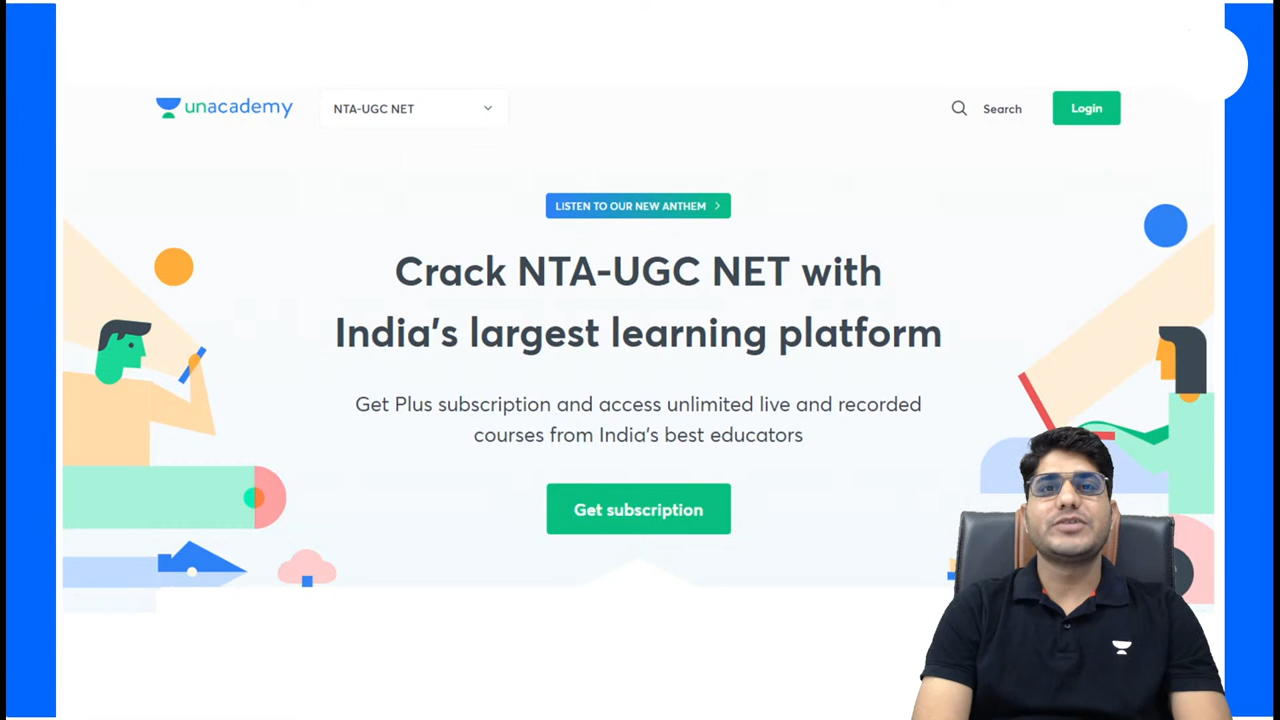 unacademy
NTA-UGC NET
Search
Login
LISTEN TO OUR NEW ANTHEM
Crack NTA-UGC NET with
India's largest learning platform
Get Plus subscription and access unlimited live and recorded
courses from India's best educators
Get subscription